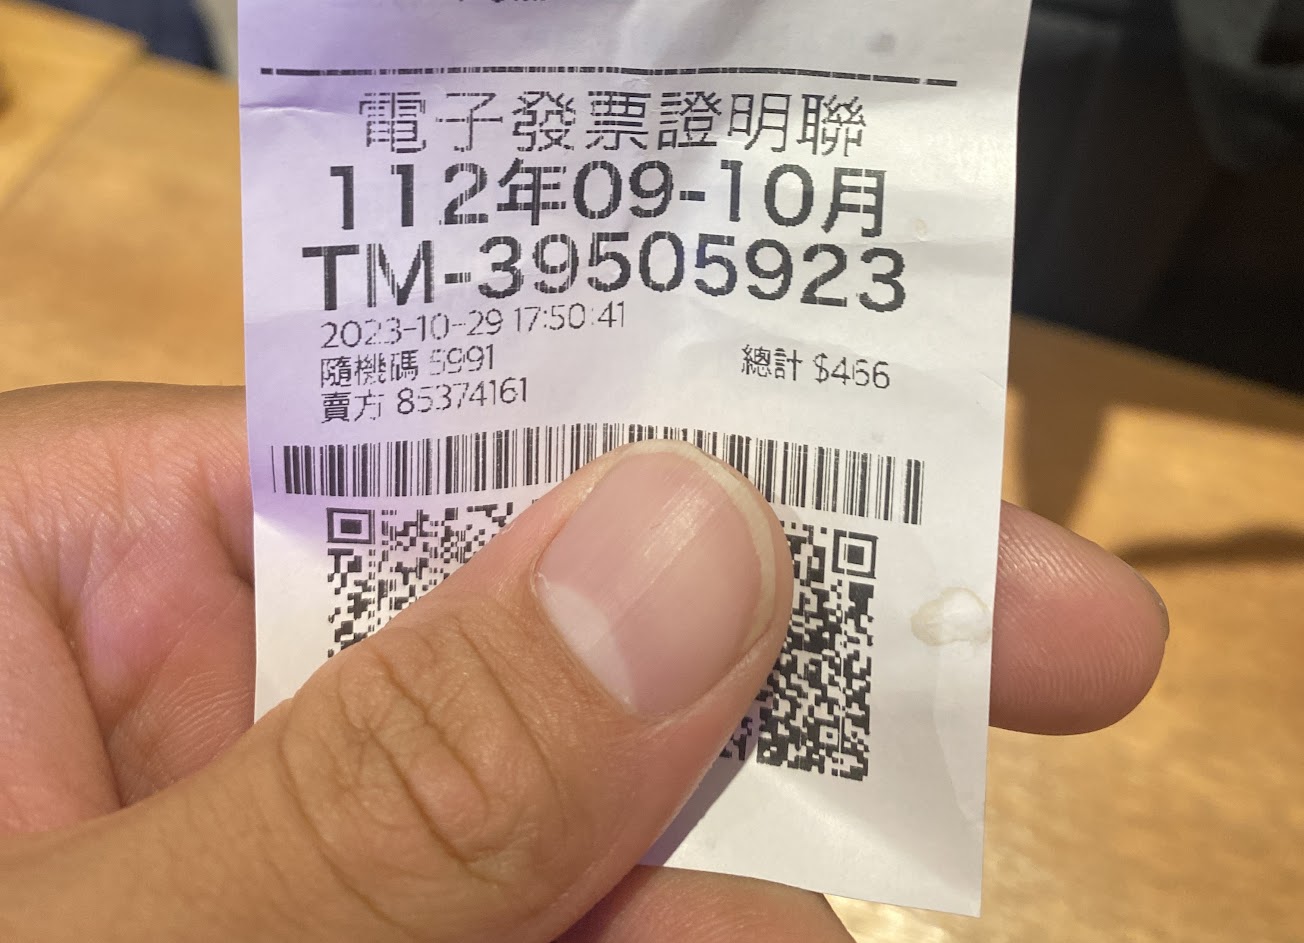 電子發票證明聯
112年09-10月
TM-39505923
2023-10-29 17:50:41
隨機碼 5991 總計 $466
賣方 85374161